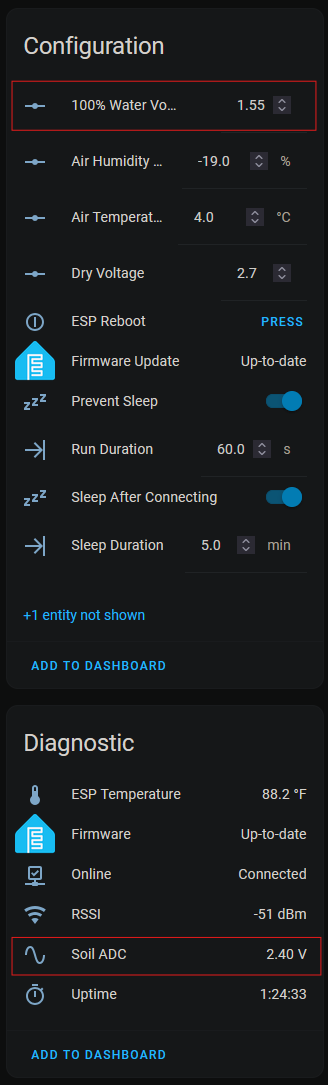 Configuration
100% Water Vo... 1.55
Air Humidity ... -19.0 %
Air Temperat... 4.0 °C
Dry Voltage 2.7
ESP Reboot PRESS
Firmware Update Up-to-date
Prevent Sleep
Run Duration 60.0 s
Sleep After Connecting
Sleep Duration 5.0 min
+1 entity not shown
ADD TO DASHBOARD
Diagnostic
ESP Temperature 88.2 °F
Firmware Up-to-date
Online Connected
RSSI -51 dBm
Soil ADC 2.40 V
Uptime 1:24:33
ADD TO DASHBOARD